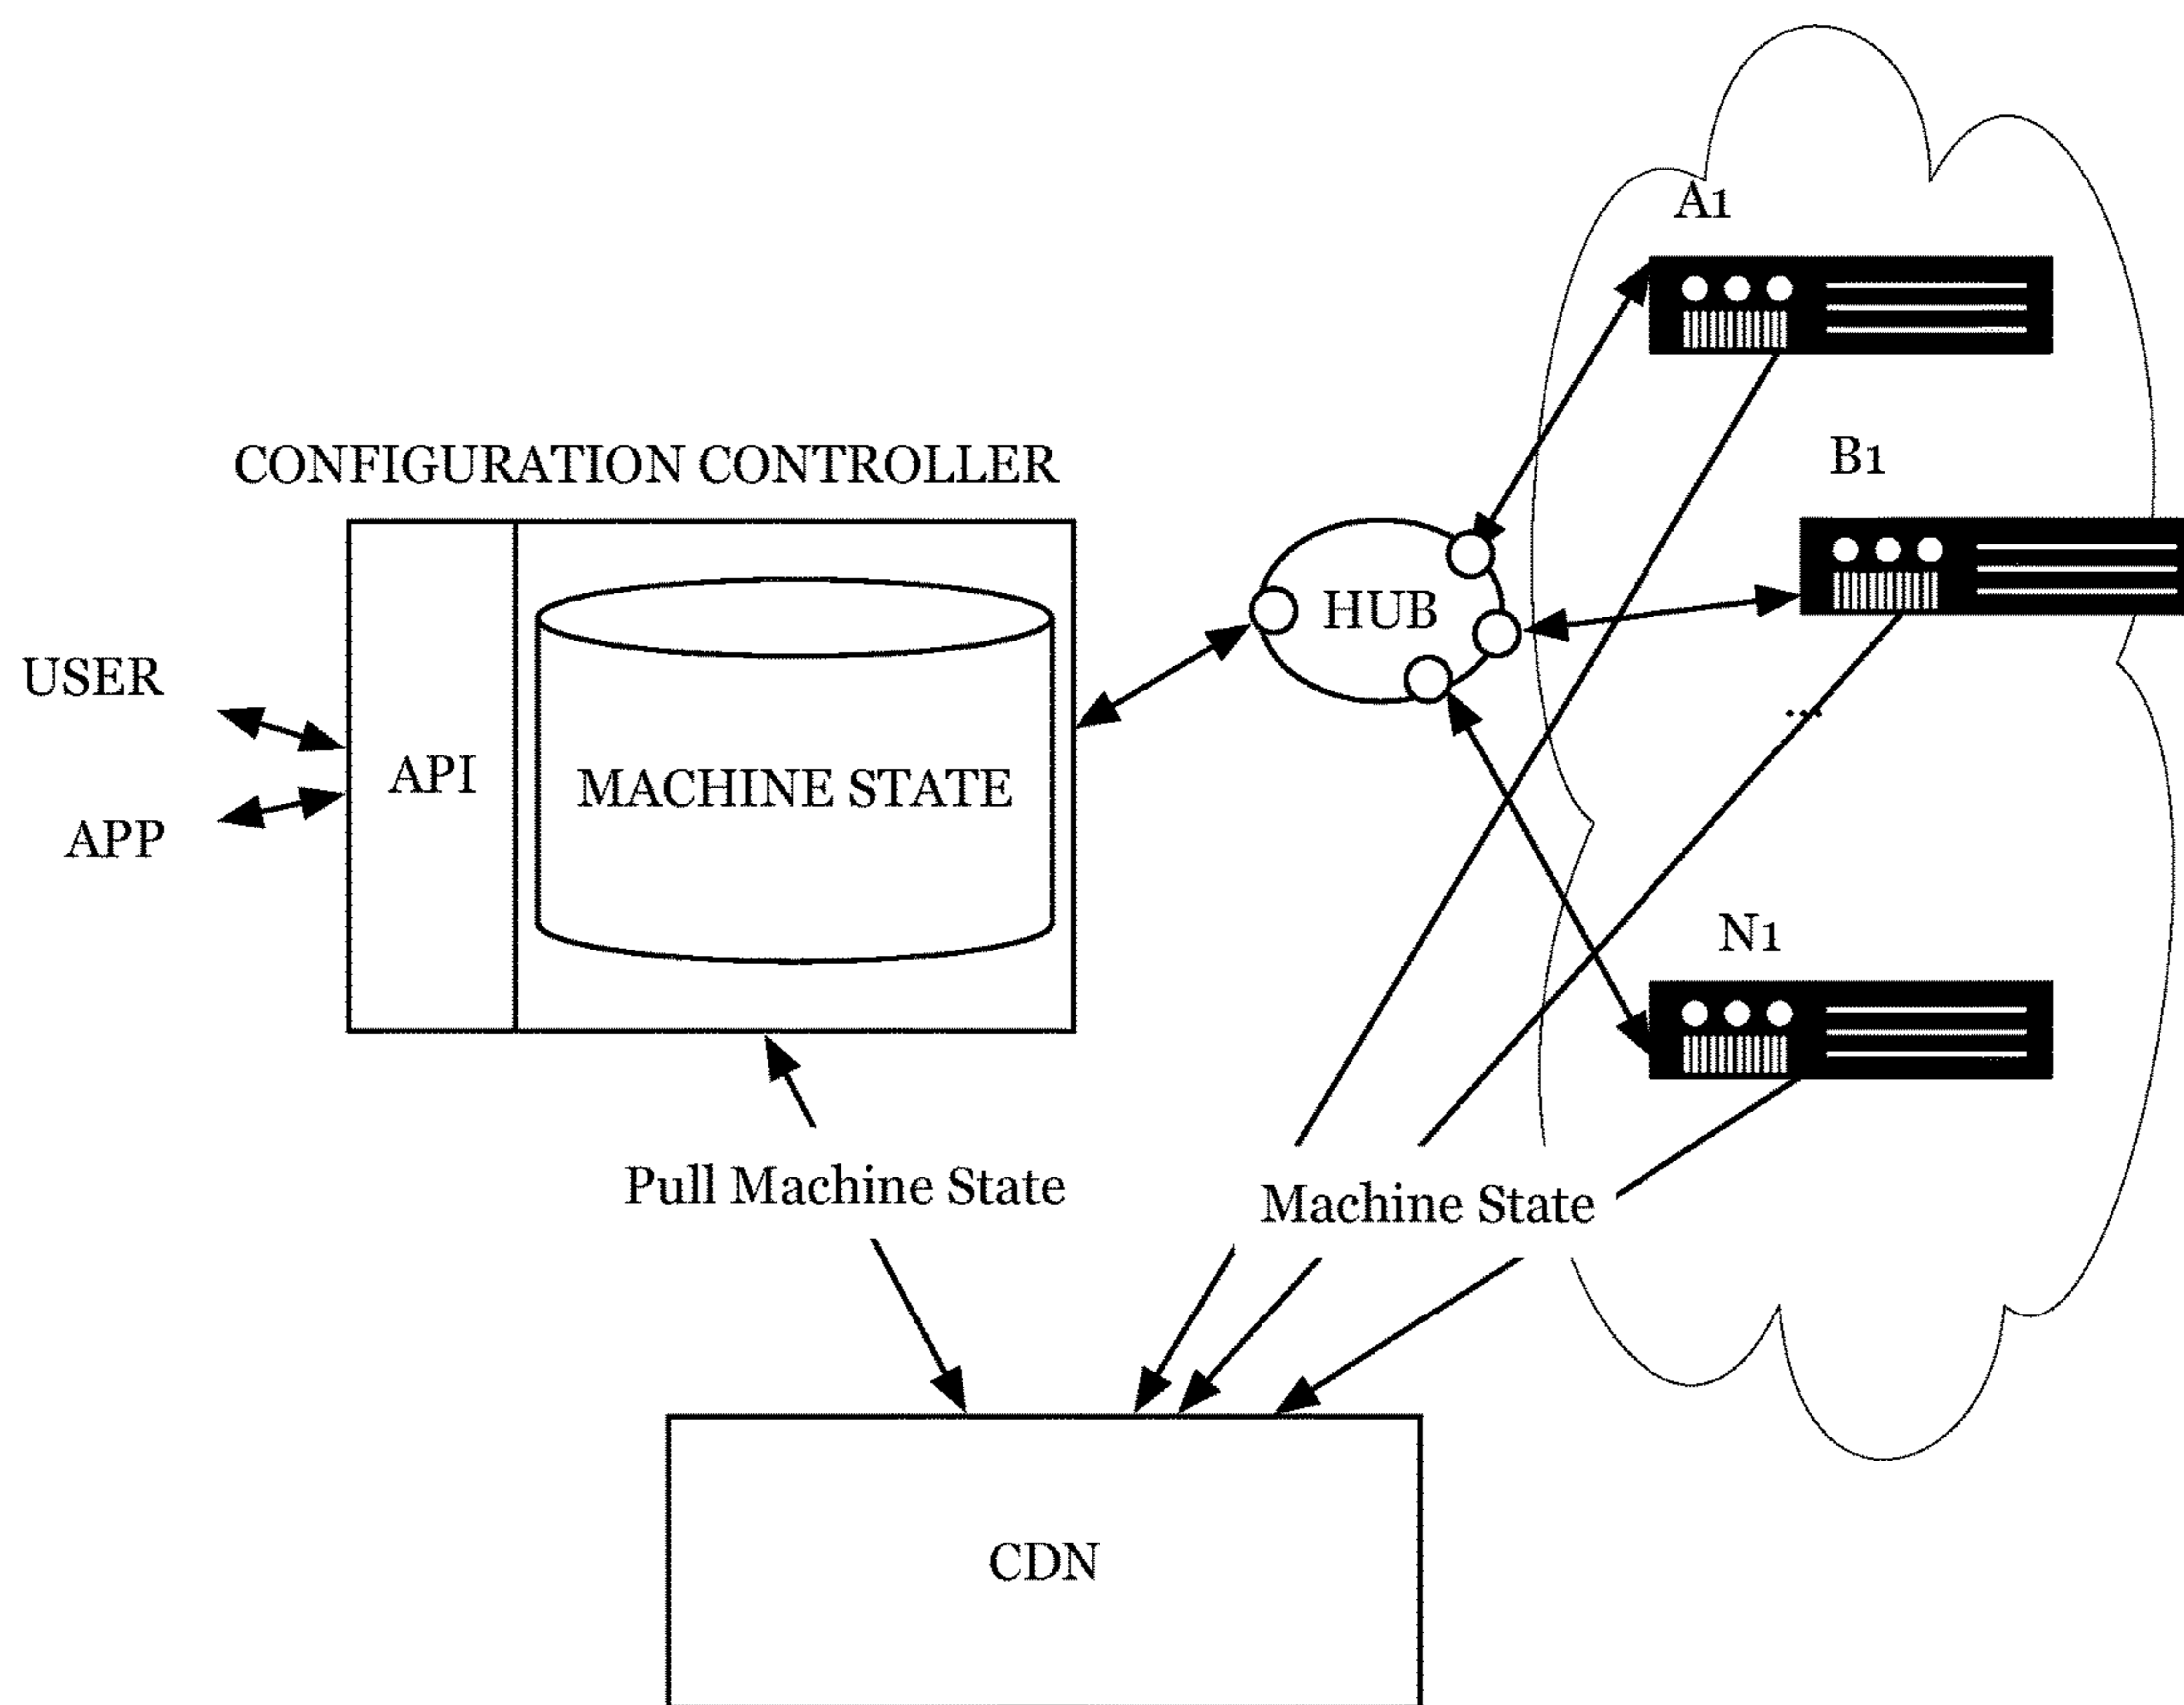 A1
B1
CONFIGURATION CONTROLLER
HUB
USER
API
MACHINE STATE
...
APP
N1
Pull Machine State
Machine State
CDN